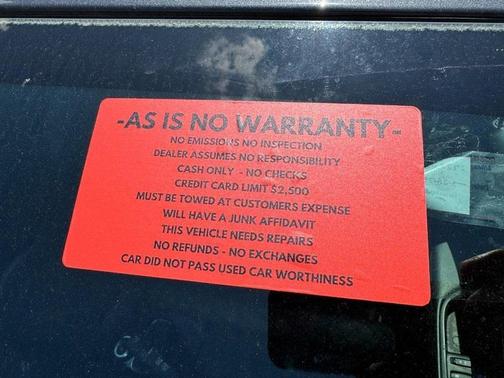 -AS IS NO WARRANTY-
NO EMISSIONS NO INSPECTION
DEALER ASSUMES NO RESPONSIBILITY
CASH ONLY - NO CHECKS
CREDIT CARD LIMIT $2,500
MUST BE TOWED AT CUSTOMERS EXPENSE
WILL HAVE A JUNK AFFIDAVIT
THIS VEHICLE NEEDS REPAIRS
NO REFUNDS - NO EXCHANGES
CAR DID NOT PASS USED CAR WORTHINESS